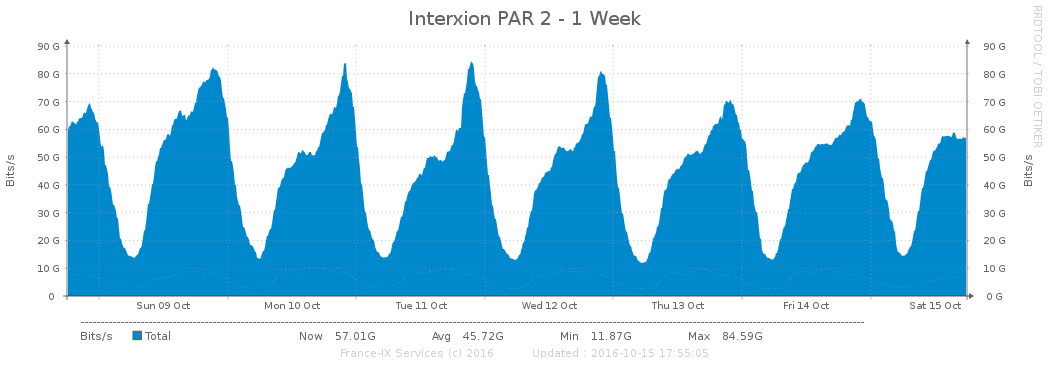 Interxion PAR 2 - 1 Week
RRDTOOL / TOBI OETIKER
Bits/s
90 G 90 G
80 G 80 G
70 G 70 G
60 G 60 G
50 G 50 G
40 G 40 G
30 G 30 G
20 G 20 G
10 G 10 G
0 0 G
Bits/s
Sun 09 Oct Mon 10 Oct Tue 11 Oct Wed 12 Oct Thu 13 Oct Fri 14 Oct Sat 15 Oct
Bits/s Total Now 57.01G Avg 45.72G Min 11.87G Max 84.59G
France-IX Services (c) 2016 Updated : 2016-10-15 17:55:05